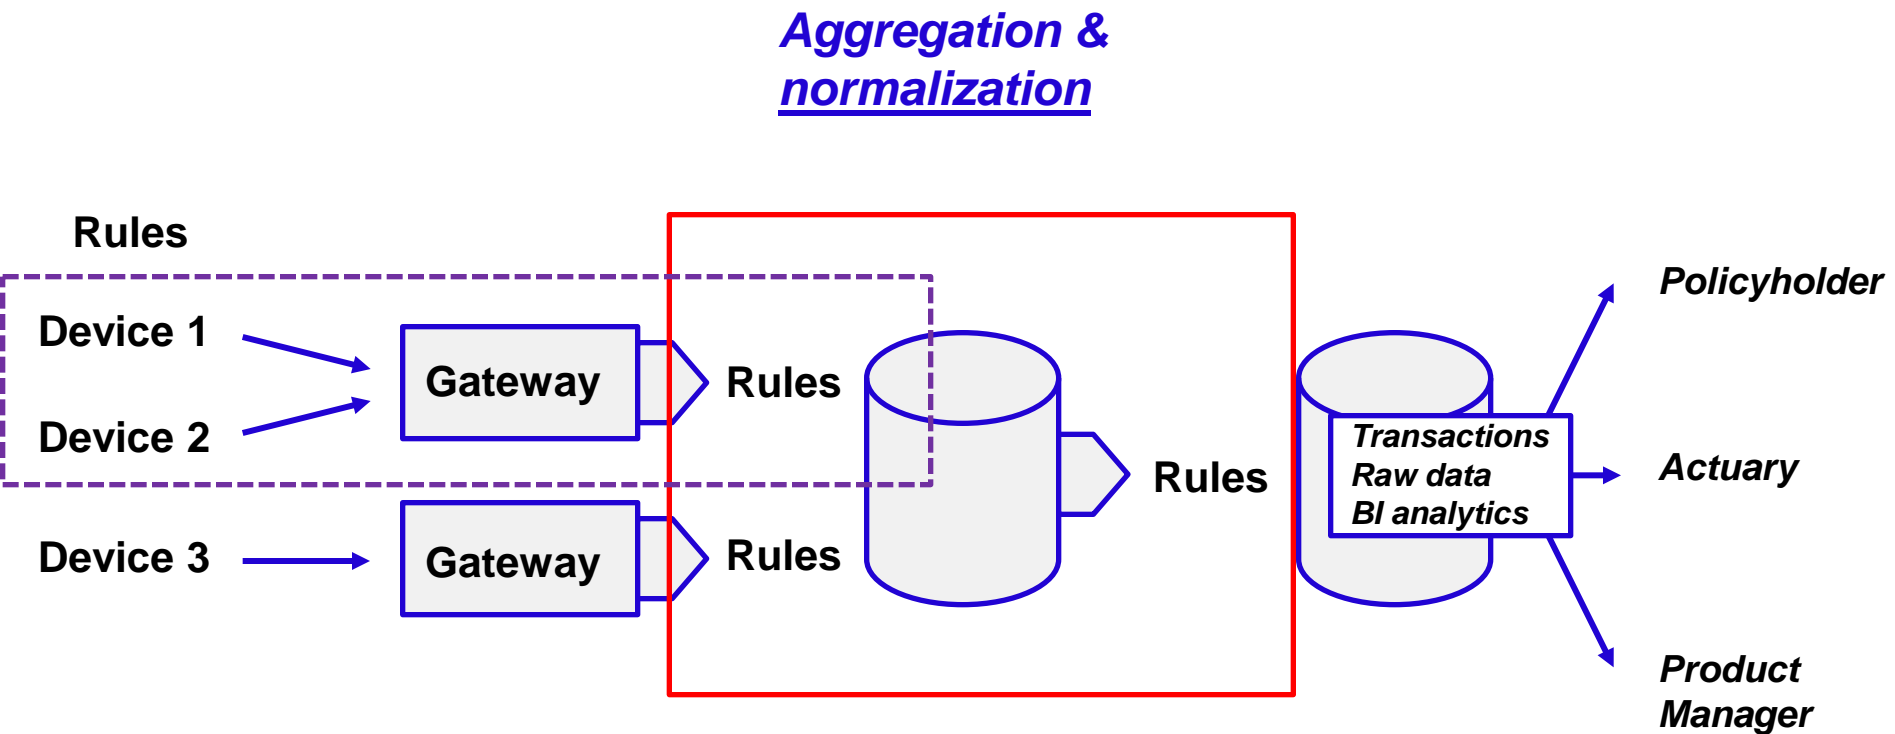 Aggregation &
normalization
Rules
Device 1
Device 2
Device 3
Gateway
Gateway
Rules
Rules
Rules
Transactions
Raw data
BI analytics
Policyholder
Actuary
Product
Manager